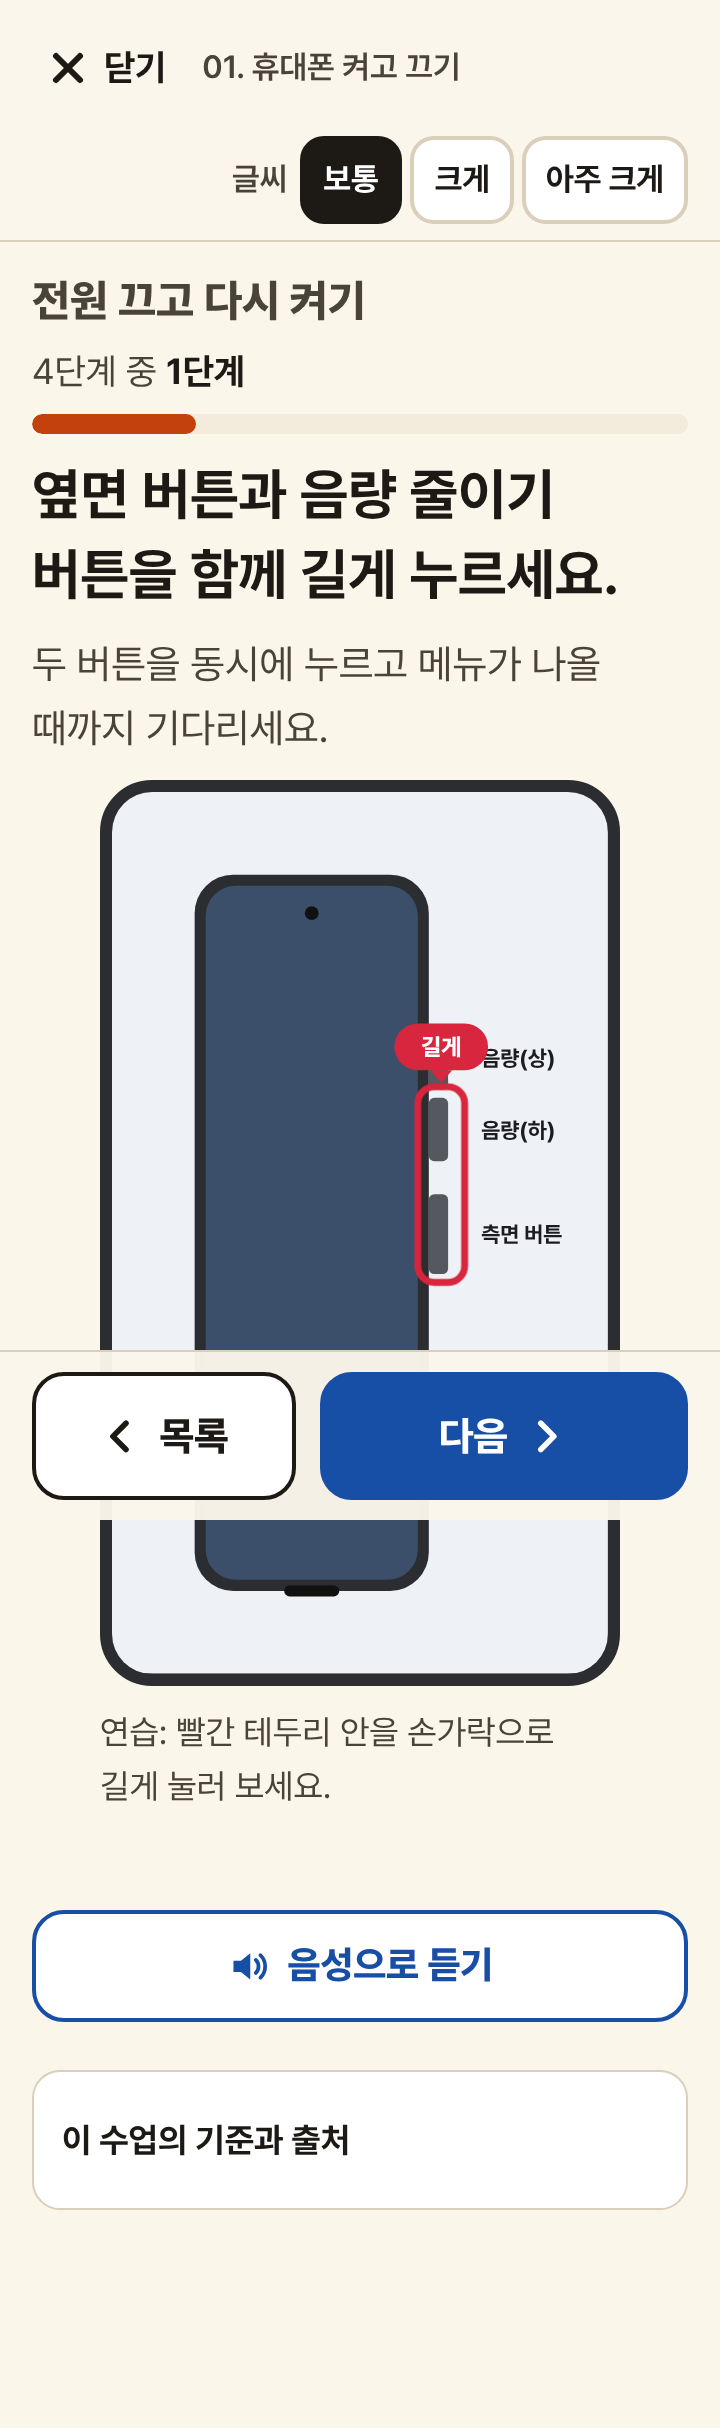 닫기 01. 휴대폰 켜고 끄기
글씨 보통 크게 아주 크게
전원 끄고 다시 켜기
4단계 중 1단계
옆면 버튼과 음량 줄이기
버튼을 함께 길게 누르세요.
두 버튼을 동시에 누르고 메뉴가 나올
때까지 기다리세요.
길게
음량(상)
음량(하)
측면 버튼
목록 다음
연습: 빨간 테두리 안을 손가락으로
길게 눌러 보세요.
음성으로 듣기
이 수업의 기준과 출처